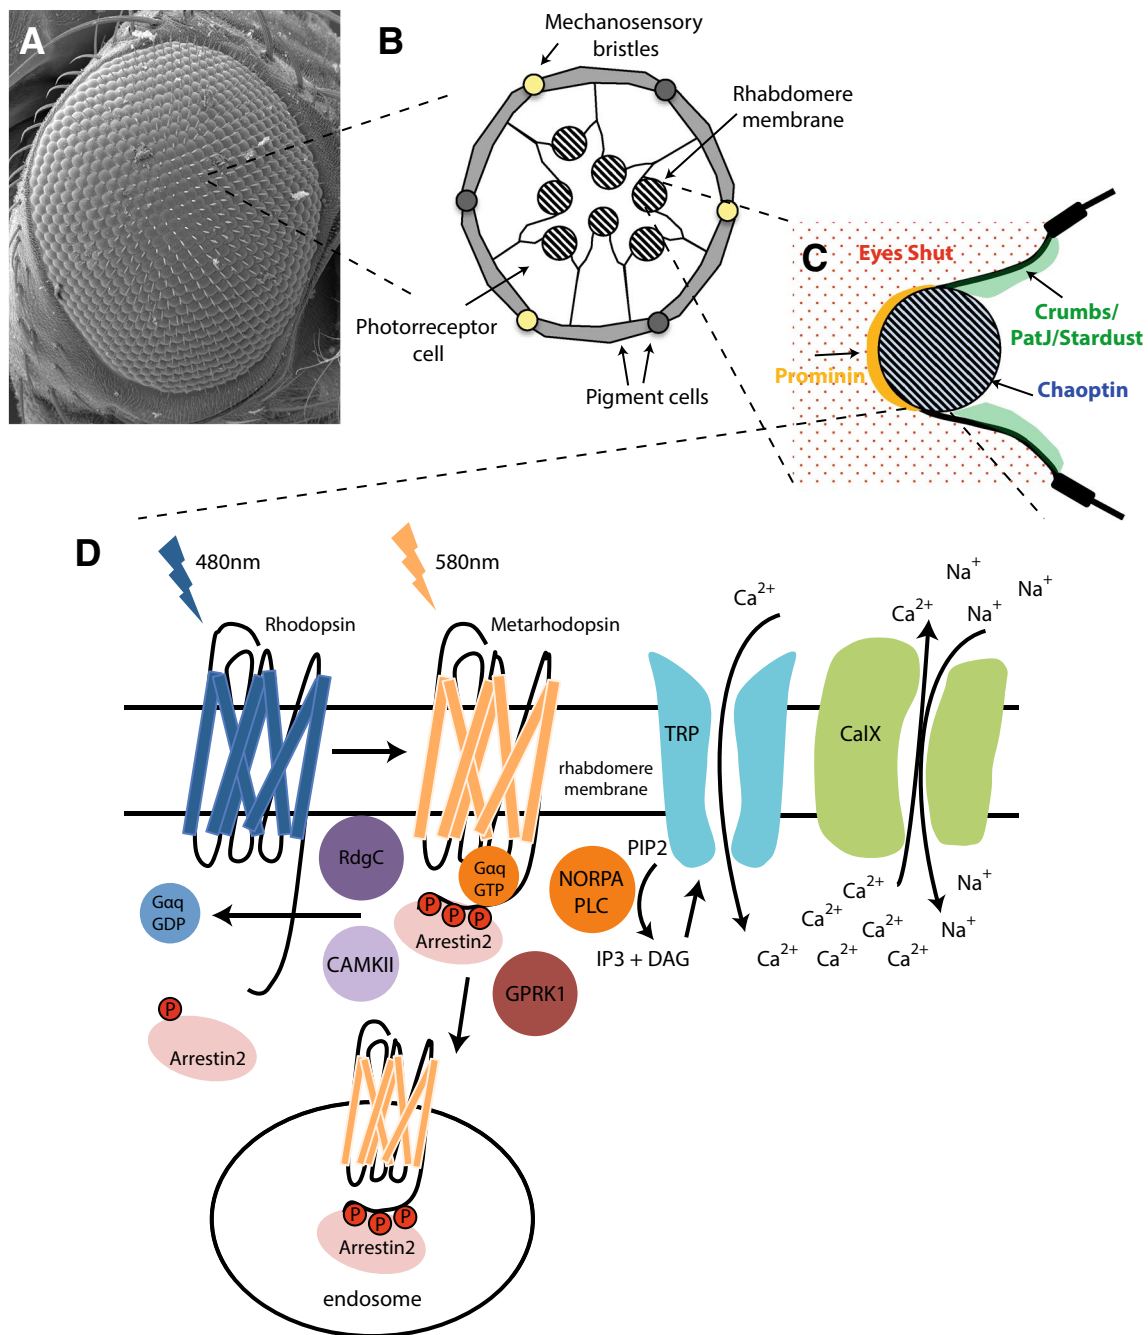 A
B
Mechanosensory
bristles
Rhabdomere
membrane
Photorreceptor
cell
Pigment cells
C
Eyes Shut
Crumbs/
PatJ/Stardust
Prominin
Chaoptin
D
480nm
580nm
Rhodopsin
Metarhodopsin
Ca2+
Na+
Na+
Ca2+
Na+
TRP
CalX
rhabdomere
membrane
RdgC
Gαq
GTP
NORPA
PLC
PIP2
Gαq
GDP
P P P
Arrestin2
CAMKII
IP3 + DAG
GPRK1
Ca2+
Na+
Ca2+
Ca2+
Na+
Ca2+
Ca2+
Ca2+
P
Arrestin2
P P P
Arrestin2
endosome